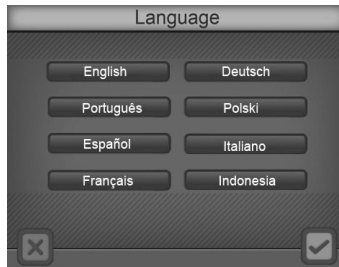 Language
English
Deutsch
Português
Polski
Español
Italiano
Français
Indonesia